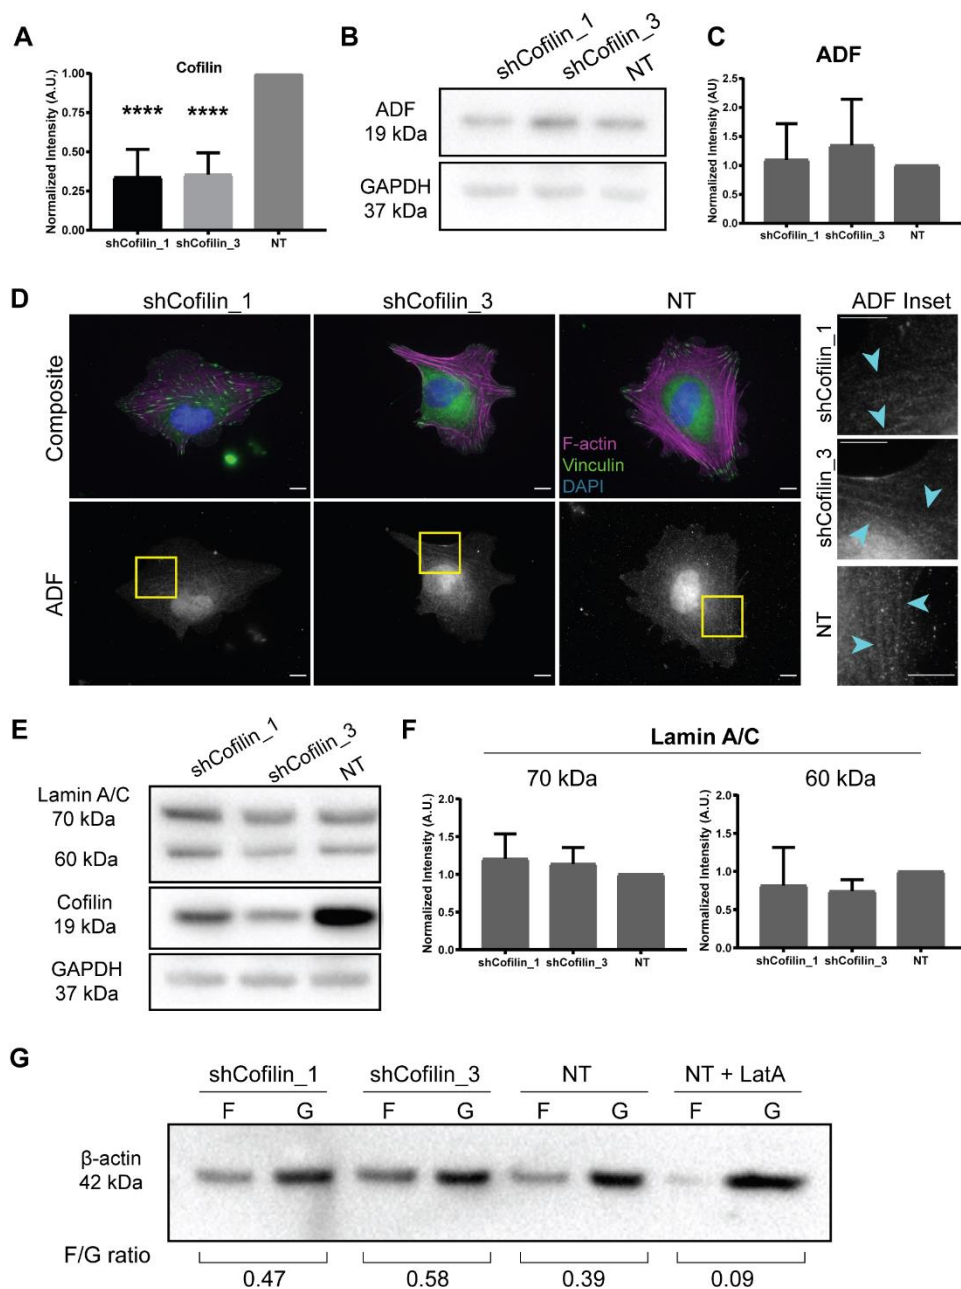 A
Cofilin
Normalized Intensity (A.U.)
1.00
0.75
0.50
0.25
0.00
****
****
shCofilin_1
shCofilin_3
NT
B
shCofilin_1
shCofilin_3
NT
ADF
19 kDa
GAPDH
37 kDa
C
ADF
Normalized Intensity (AU)
2.5
2.0
1.5
1.0
0.5
0.0
shCofilin_1
shCofilin_3
NT
D
shCofilin_1
shCofilin_3
NT
ADF Inset
Composite
F-actin
Vinculin
DAPI
ADF
shCofilin_1
shCofilin_3
NT
E
shCofilin_1
shCofilin_3
NT
Lamin A/C
70 kDa
60 kDa
Cofilin
19 kDa
GAPDH
37 kDa
F
Lamin A/C
70 kDa
Normalized Intensity (A.U.)
2.0
1.5
1.0
0.5
0.0
shCofilin_1
shCofilin_3
NT
60 kDa
Normalized Intensity (A.U.)
2.0
1.5
1.0
0.5
0.0
shCofilin_1
shCofilin_3
NT
G
shCofilin_1
shCofilin_3
NT
NT + LatA
F G F G F G F G
β-actin
42 kDa
F/G ratio
0.47
0.58
0.39
0.09